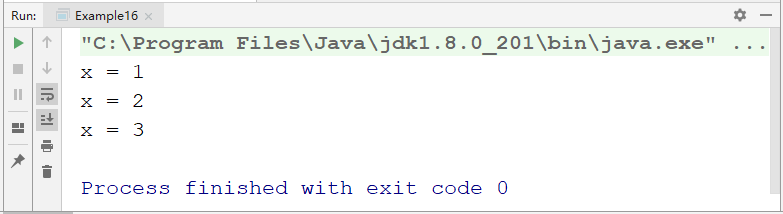 Run: Example16
"C:\Program Files\Java\jdk1.8.0_201\bin\java.exe" ...
x = 1
x = 2
x = 3
Process finished with exit code 0